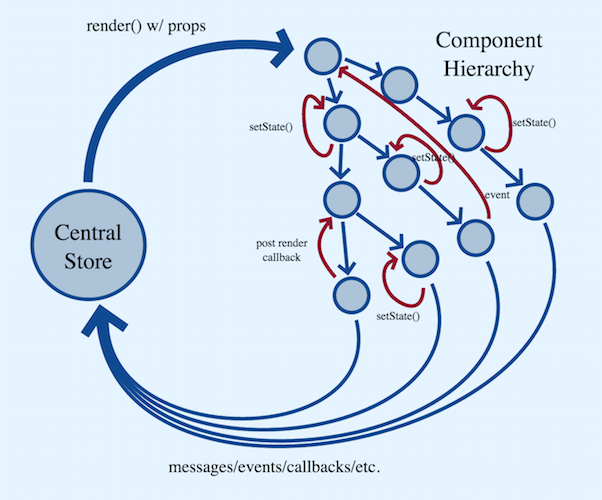 render() w/ props
Component
Hierarchy
setState()
setState()
setState()
event
Central
Store
post render
callback
setState()
messages/events/callbacks/etc.